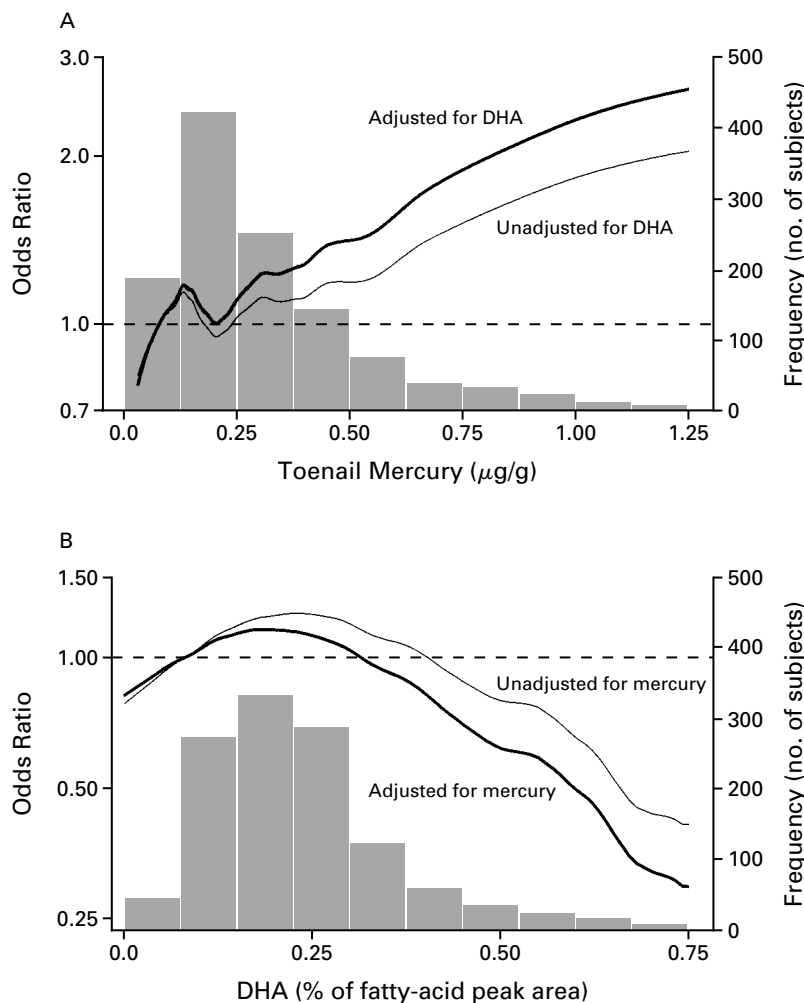 A
3.0
2.0
1.0
0.7
Odds Ratio
500
400
300
200
100
0
Frequency (no. of subjects)
Adjusted for DHA
Unadjusted for DHA
0.0 0.25 0.50 0.75 1.00 1.25
Toenail Mercury (μg/g)
B
1.50
1.00
0.50
0.25
Odds Ratio
500
400
300
200
100
0
Frequency (no. of subjects)
Unadjusted for mercury
Adjusted for mercury
0.0 0.25 0.50 0.75
DHA (% of fatty-acid peak area)